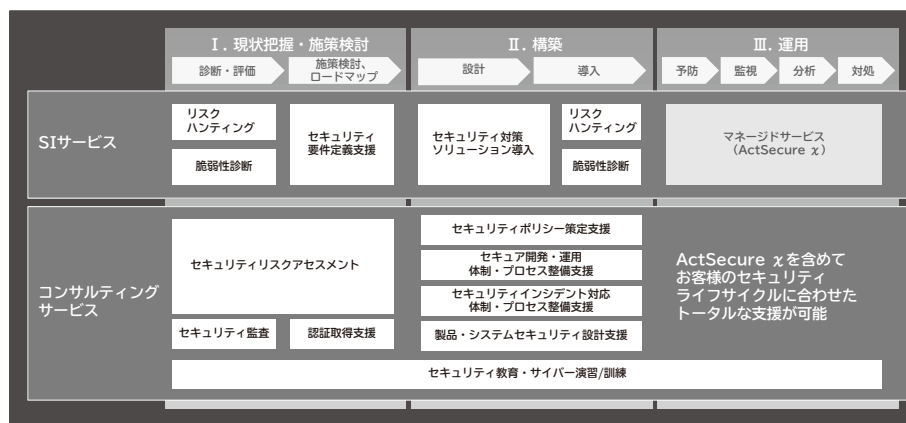 Ⅰ. 現状把握・施策検討
Ⅱ. 構築
Ⅲ. 運用
診断・評価
施策検討、
ロードマップ
設計
導入
予防
監視
分析
対処
SIサービス
リスク
ハンティング
脆弱性診断
セキュリティ
要件定義支援
セキュリティ対策
ソリューション導入
リスク
ハンティング
脆弱性診断
マネージドサービス
（ActSecure χ）
コンサルティング
サービス
セキュリティリスクアセスメント
セキュリティ監査
認証取得支援
セキュリティポリシー策定支援
セキュア開発・運用
体制・プロセス整備支援
セキュリティインシデント対応
体制・プロセス整備支援
製品・システムセキュリティ設計支援
ActSecure χを含めて
お客様のセキュリティ
ライフサイクルに合わせた
トータルな支援が可能
セキュリティ教育・サイバー演習/訓練